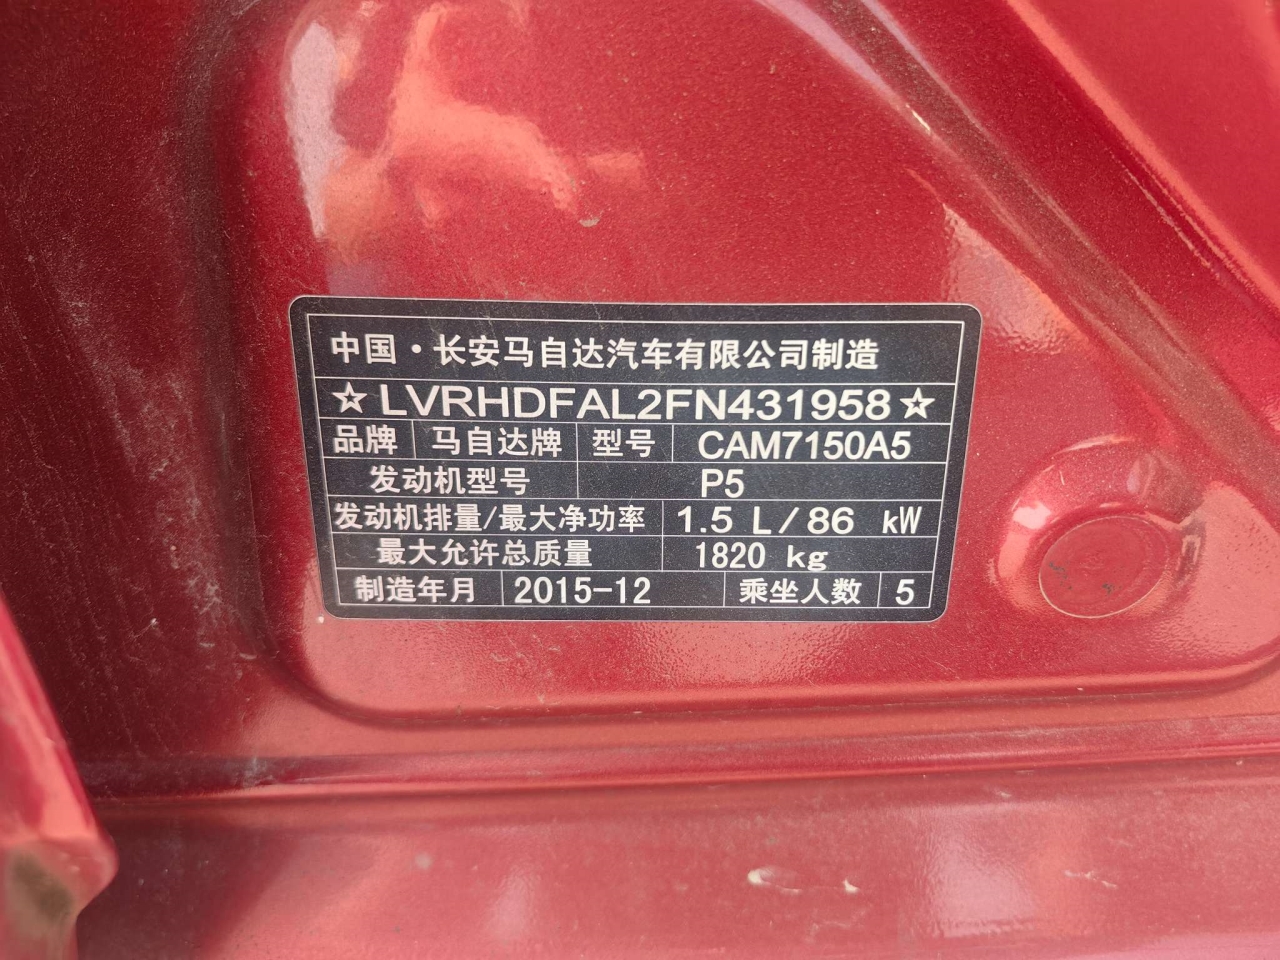 中国·长安马自达汽车有限公司制造
☆LVRHDFAL2FN431958☆
品牌 马自达牌 型号 CAM7150A5
发动机型号 P5
发动机排量/最大净功率 1.5 L/86 kW
最大允许总质量 1820 kg
制造年月 2015-12 乘坐人数 5